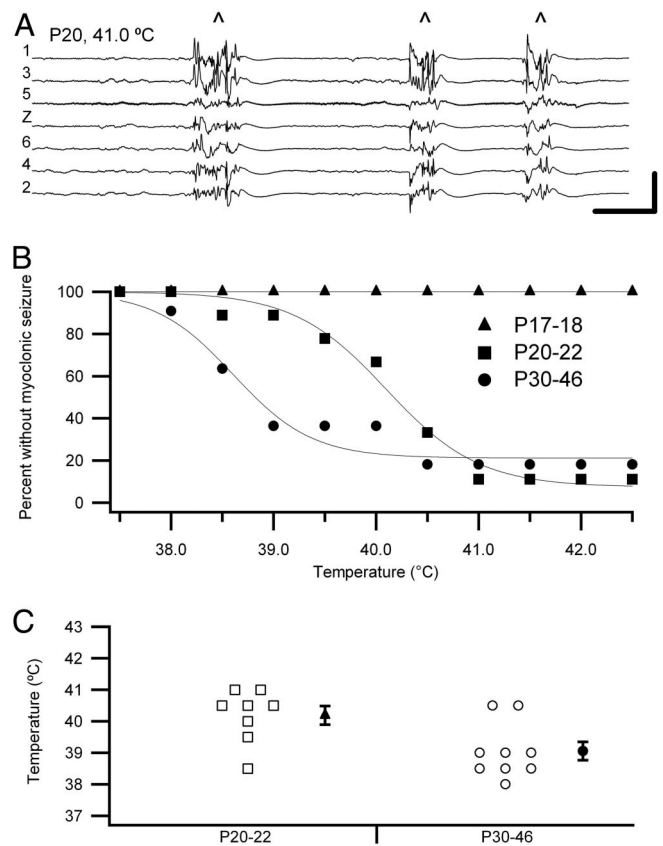 A
P20, 41.0 ºC
^ ^ ^
1
3
5
Z
6
4
2
B
Percent without myoclonic seizure
100
80
60
40
20
0
P17-18
P20-22
P30-46
38.0 39.0 40.0 41.0 42.0
Temperature (°C)
C
Temperature (ºC)
43
42
41
40
39
38
37
P20-22 P30-46